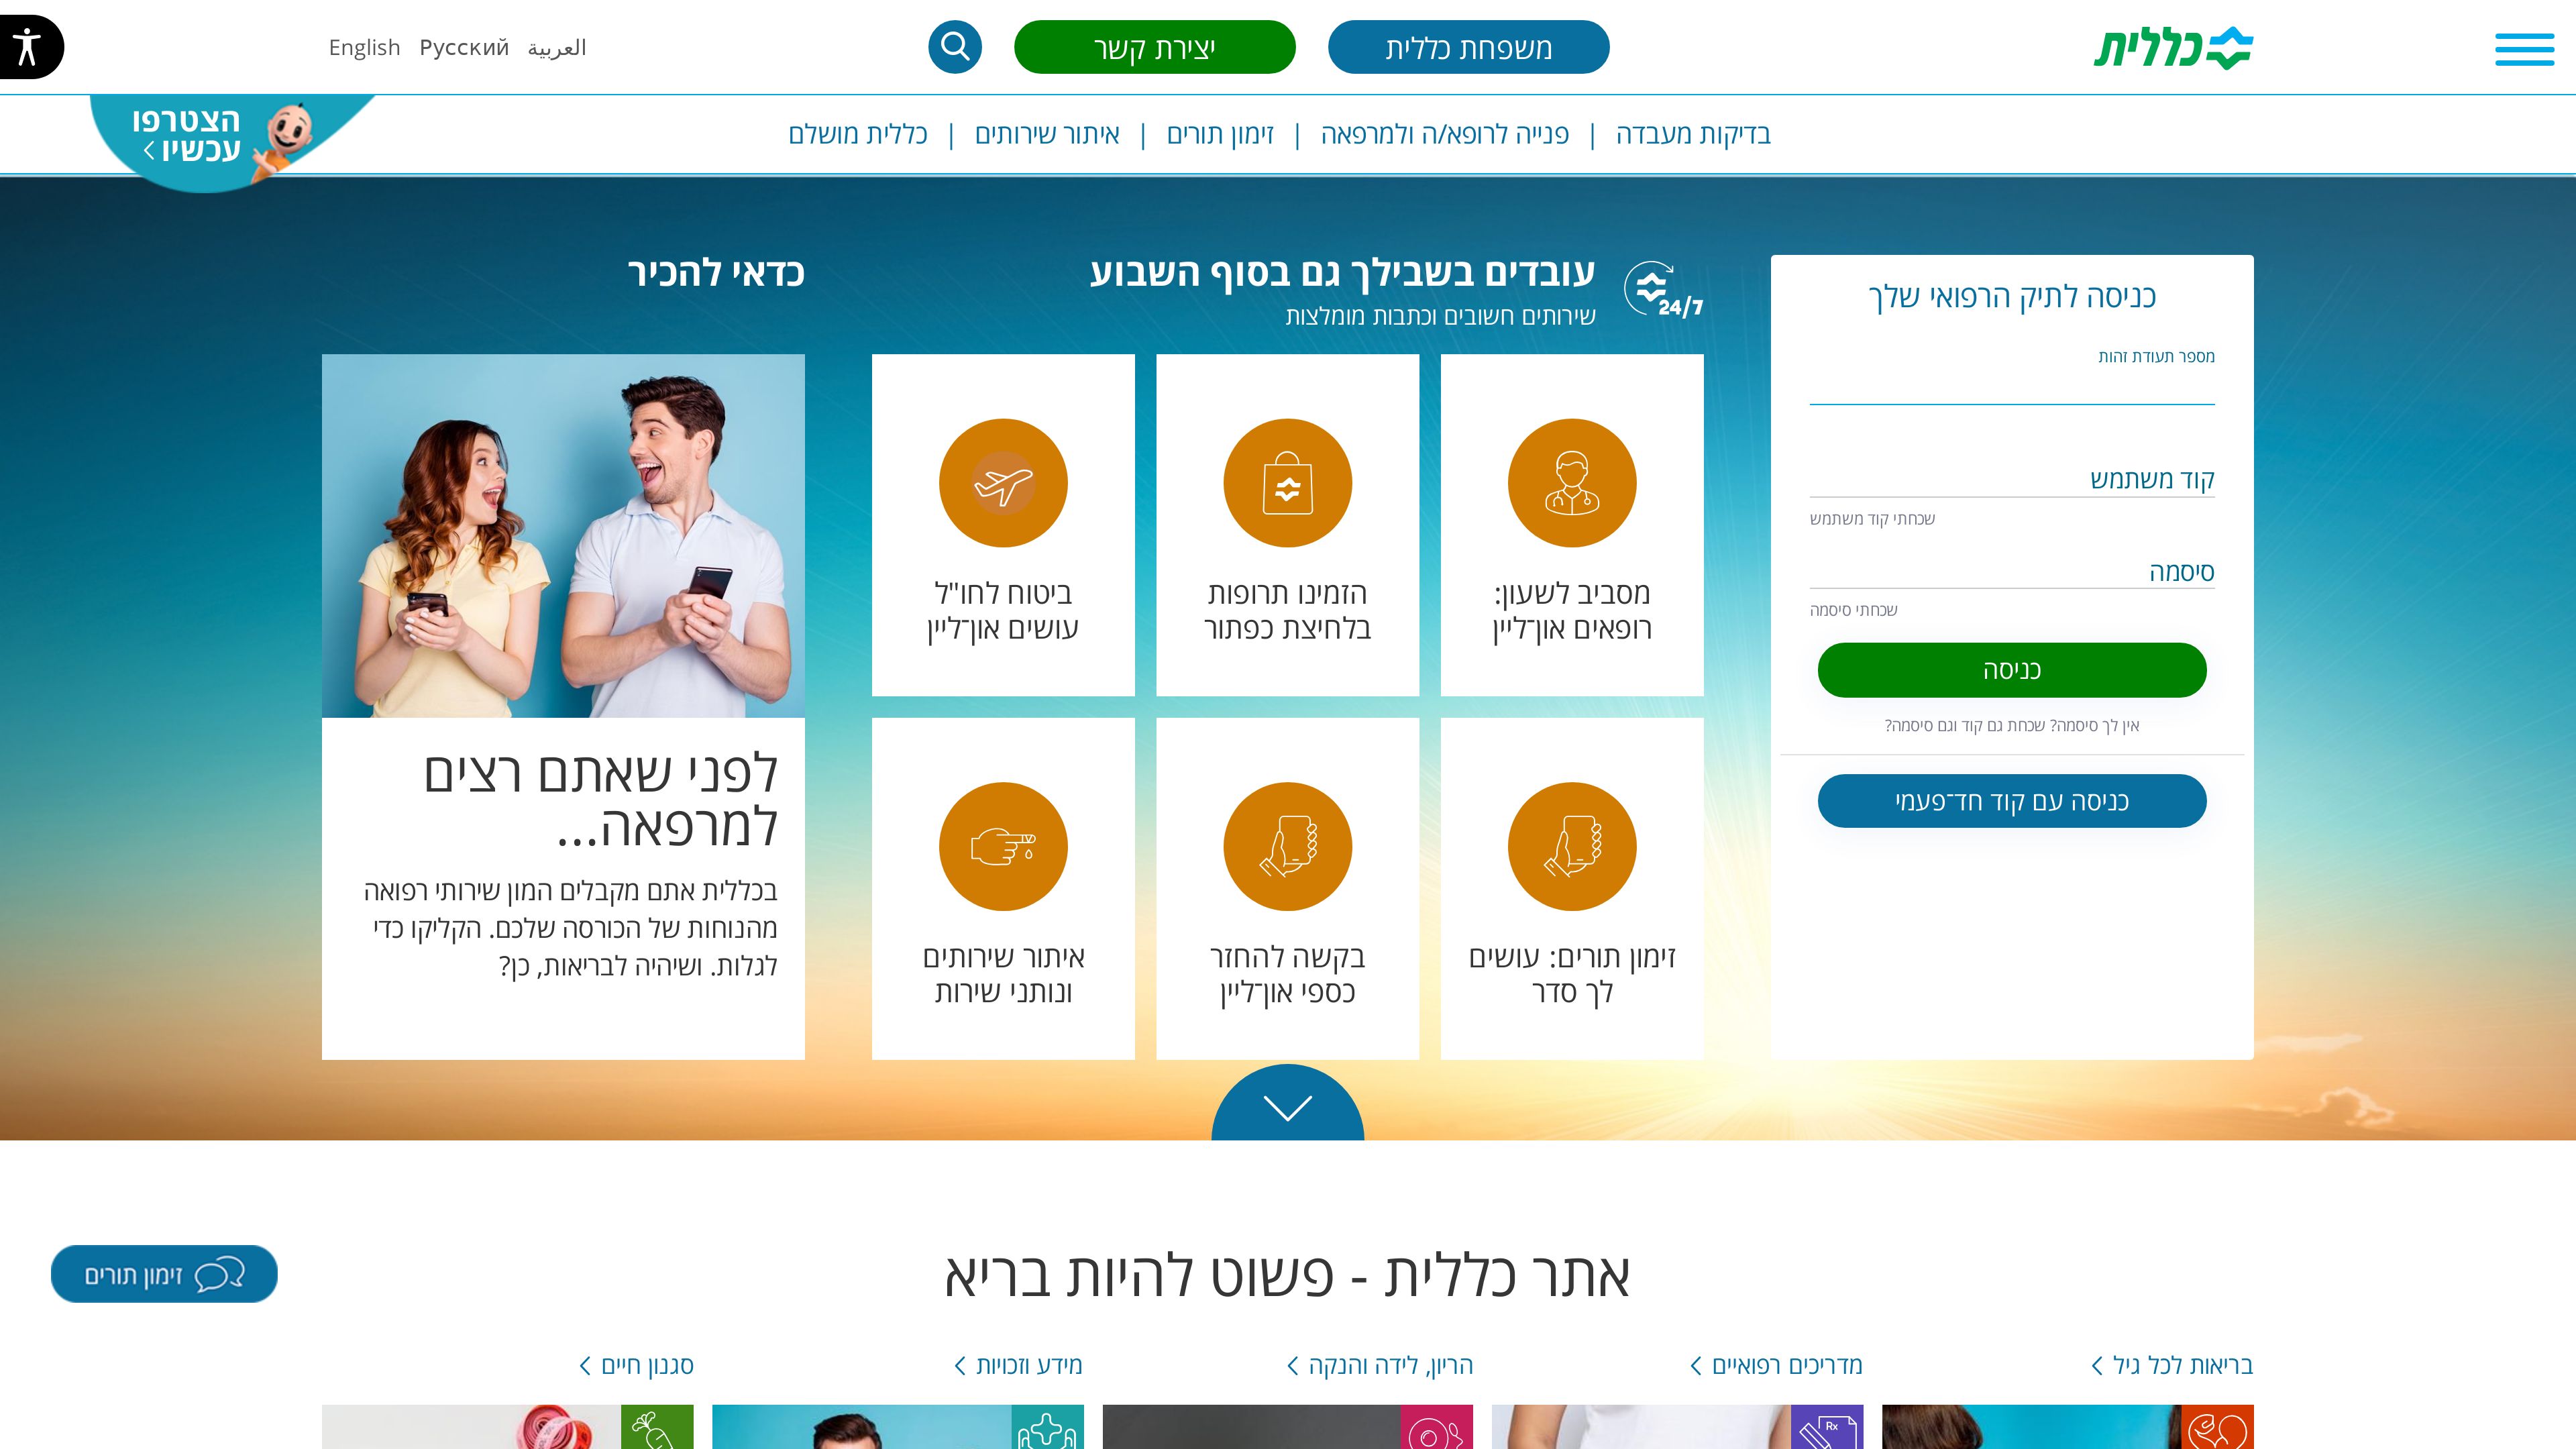 כללית
משפחת כללית
יצירת קשר
العربية
Русский
English
בדיקות מעבדה | פנייה לרופא/ה ולמרפאה | זימון תורים | איתור שירותים | כללית מושלם
הצטרפו
עכשיו
כניסה לתיק הרפואי שלך
מספר תעודת זהות
קוד משתמש
שכחתי קוד משתמש
סיסמה
שכחתי סיסמה
כניסה
אין לך סיסמה? שכחת גם קוד וגם סיסמה?
כניסה עם קוד חד־פעמי
24/7
עובדים בשבילך גם בסוף השבוע
שירותים חשובים וכתבות מומלצות
מסביב לשעון:
רופאים און־ליין
הזמינו תרופות
בלחיצת כפתור
ביטוח לחו"ל
עושים און־ליין
זימון תורים: עושים
לך סדר
בקשה להחזר
כספי און־ליין
איתור שירותים
ונותני שירות
כדאי להכיר
לפני שאתם רצים
למרפאה...
בכללית אתם מקבלים המון שירותי רפואה
מהנוחות של הכורסה שלכם. הקליקו כדי
לגלות. ושיהיה לבריאות, כן?
אתר כללית - פשוט להיות בריא
זימון תורים
בריאות לכל גיל
מדריכים רפואיים
הריון, לידה והנקה
מידע וזכויות
סגנון חיים
Rx